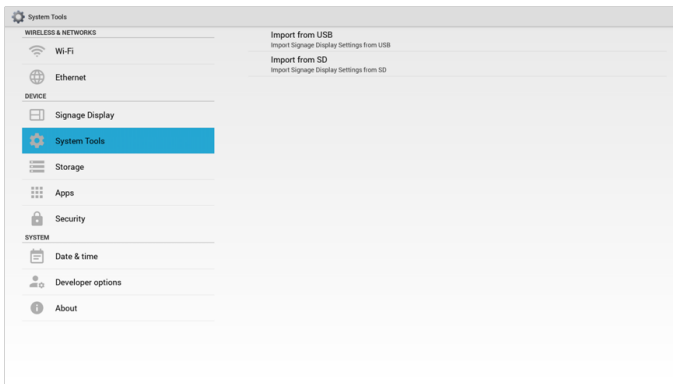 System Tools
WIRELESS & NETWORKS
Wi-Fi
Ethernet
DEVICE
Signage Display
System Tools
Storage
Apps
Security
SYSTEM
Date & time
Developer options
About
Import from USB
Import Signage Display Settings from USB
Import from SD
Import Signage Display Settings from SD